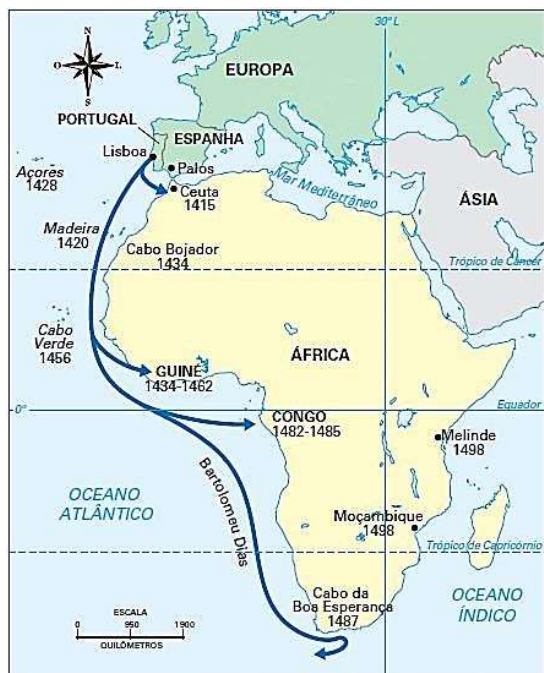 N
O
L
S
30° L
EUROPA
PORTUGAL
ESPANHA
Lisboa
Palos
Açores
1428
Ceuta
1415
Mar Mediterrâneo
ÁSIA
Madeira
1420
Cabo Bojador
1434
Trópico de Câncer
Cabo
Verde
1456
ÁFRICA
GUINÉ
1434-1462
0°
Equador
CONGO
1482-1485
Melinde
1498
Bartolomeu Dias
OCEANO
ATLÂNTICO
Moçambique
1498
Trópico de Capricórnio
Cabo da
Boa Esperança
1487
OCEANO
ÍNDICO
ESCALA
0 950 1900
QUILÔMETROS